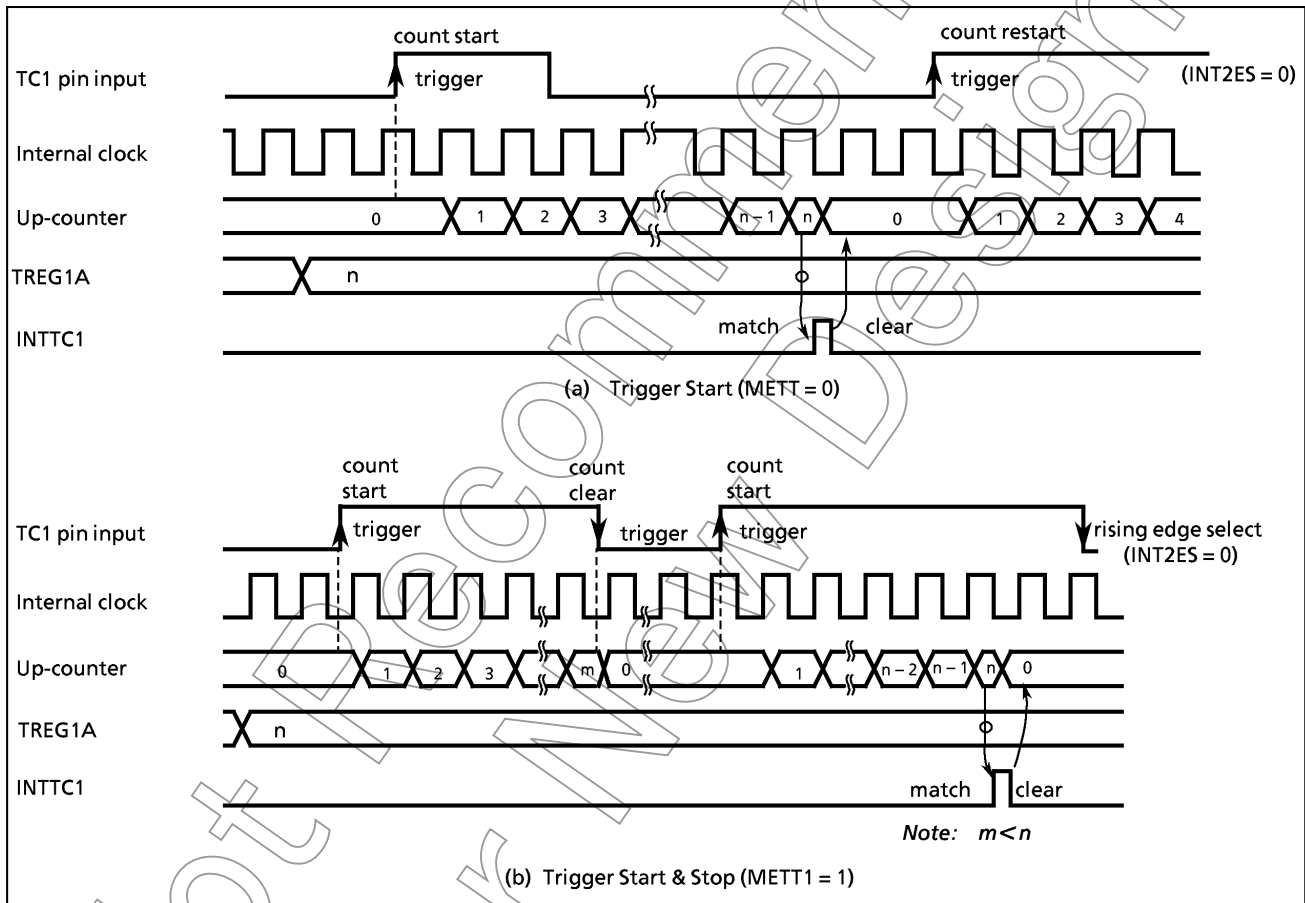 count start
count restart
TC1 pin input
trigger
trigger
(INT2ES = 0)
Internal clock
Up-counter
0
1
2
3
n – 1
n
0
1
2
3
4
TREG1A
n
INTTC1
match
clear
(a) Trigger Start (METT = 0)
count
start
count
clear
count
start
TC1 pin input
trigger
trigger
trigger
rising edge select
(INT2ES = 0)
Internal clock
Up-counter
0
1
2
3
m
0
1
n – 2
n – 1
n
0
TREG1A
n
INTTC1
match
clear
Note: m < n
(b) Trigger Start & Stop (METT1 = 1)